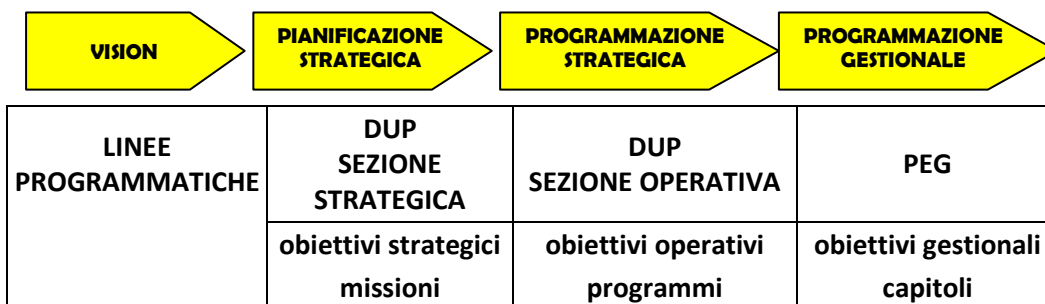 VISION
PIANIFICAZIONE
STRATEGICA
PROGRAMMAZIONE
STRATEGICA
PROGRAMMAZIONE
GESTIONALE
LINEE
PROGRAMMATICHE
DUP
SEZIONE
STRATEGICA
DUP
SEZIONE OPERATIVA
PEG
obiettivi strategici
missioni
obiettivi operativi
programmi
obiettivi gestionali
capitoli